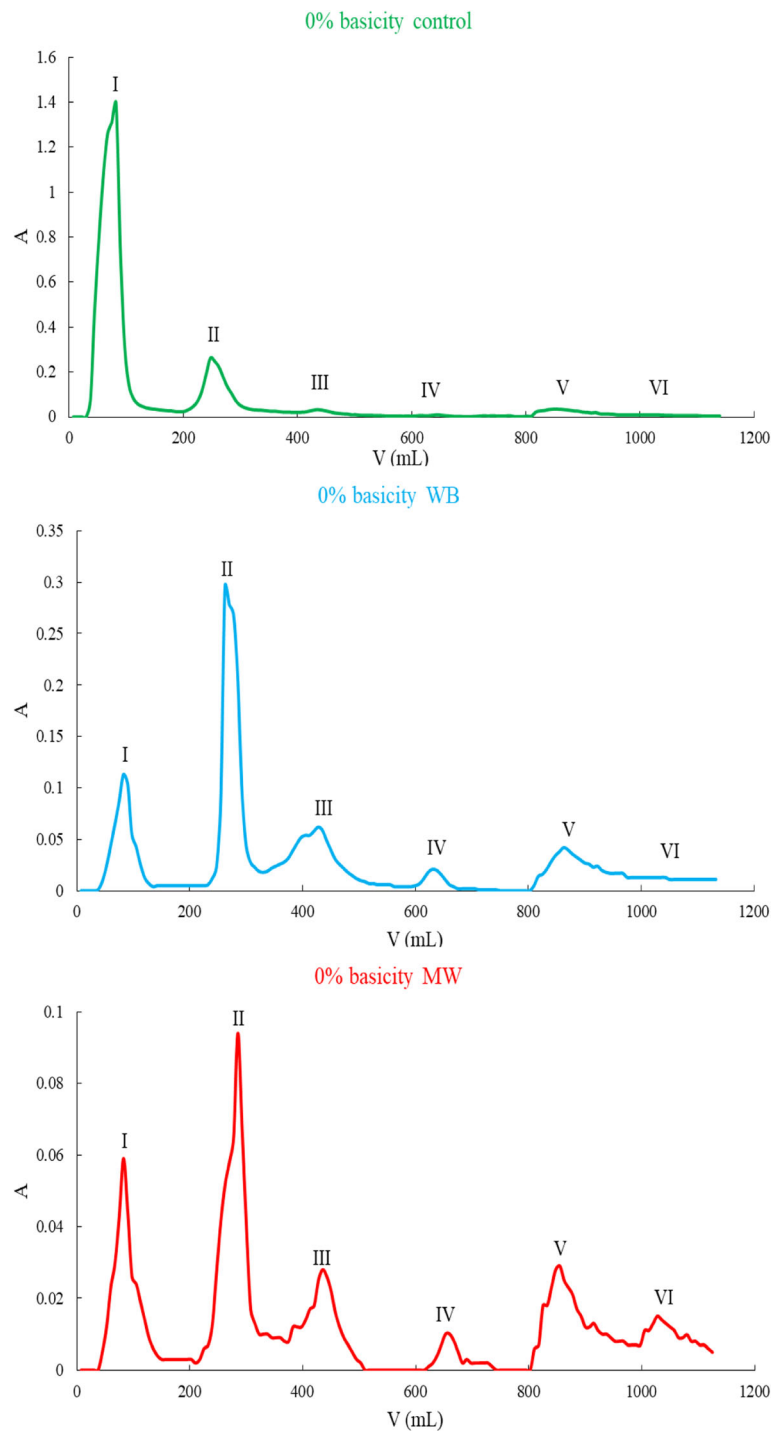 0% basicity control
1.6
I
1.4
1.2
1
A
0.8
0.6
0.4
II
III
IV
V
VI
0.2
0
0 200 400 600 800 1000 1200
V (mL)
0% basicity WB
0.35
II
0.3
0.25
0.2
A
0.15
I
III
IV
V
VI
0.1
0.05
0
0 200 400 600 800 1000 1200
V (mL)
0% basicity MW
0.1
II
0.08
I
0.06
A
0.04
III
V
IV
VI
0.02
0
0 200 400 600 800 1000 1200
V (mL)